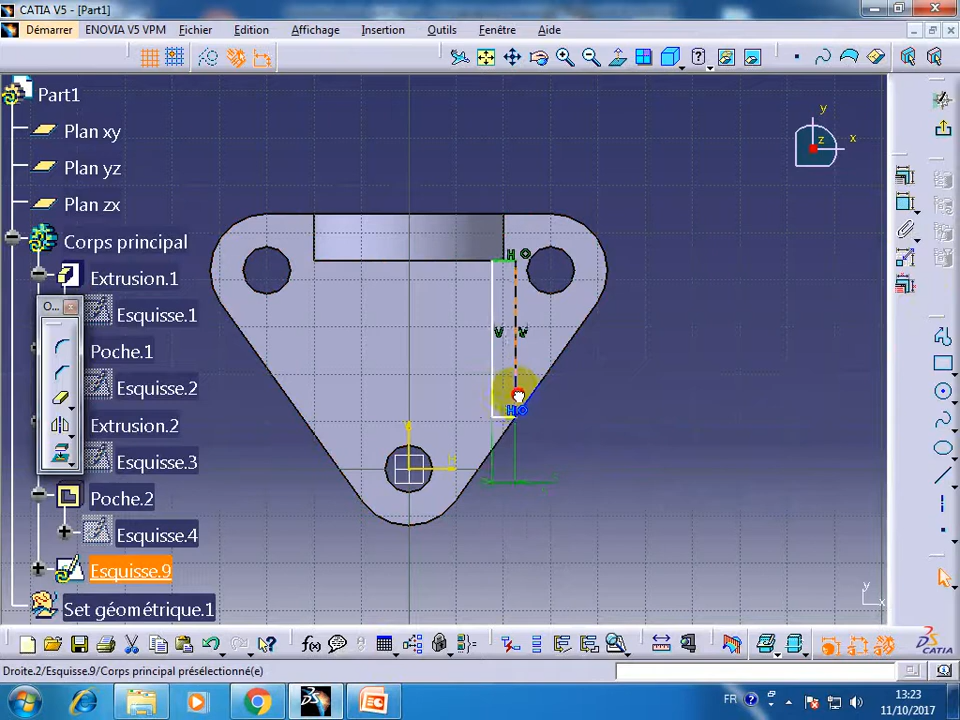 CATIA V5 - [Part1]
Démarrer ENOVIA V5 VPM Fichier Edition Affichage Insertion Outils Fenêtre Aide
Part1
Plan xy
Plan yz
Plan zx
Corps principal
Extrusion.1
O...
Esquisse.1
Poche.1
Esquisse.2
Extrusion.2
Esquisse.3
Poche.2
Esquisse.4
Esquisse.9
Set géométrique.1
y
x
z
H
V V
H
y
x
f(x)
CATIA
Droite.2/Esquisse.9/Corps principal présélectionné(e)
FR
13:23
11/10/2017